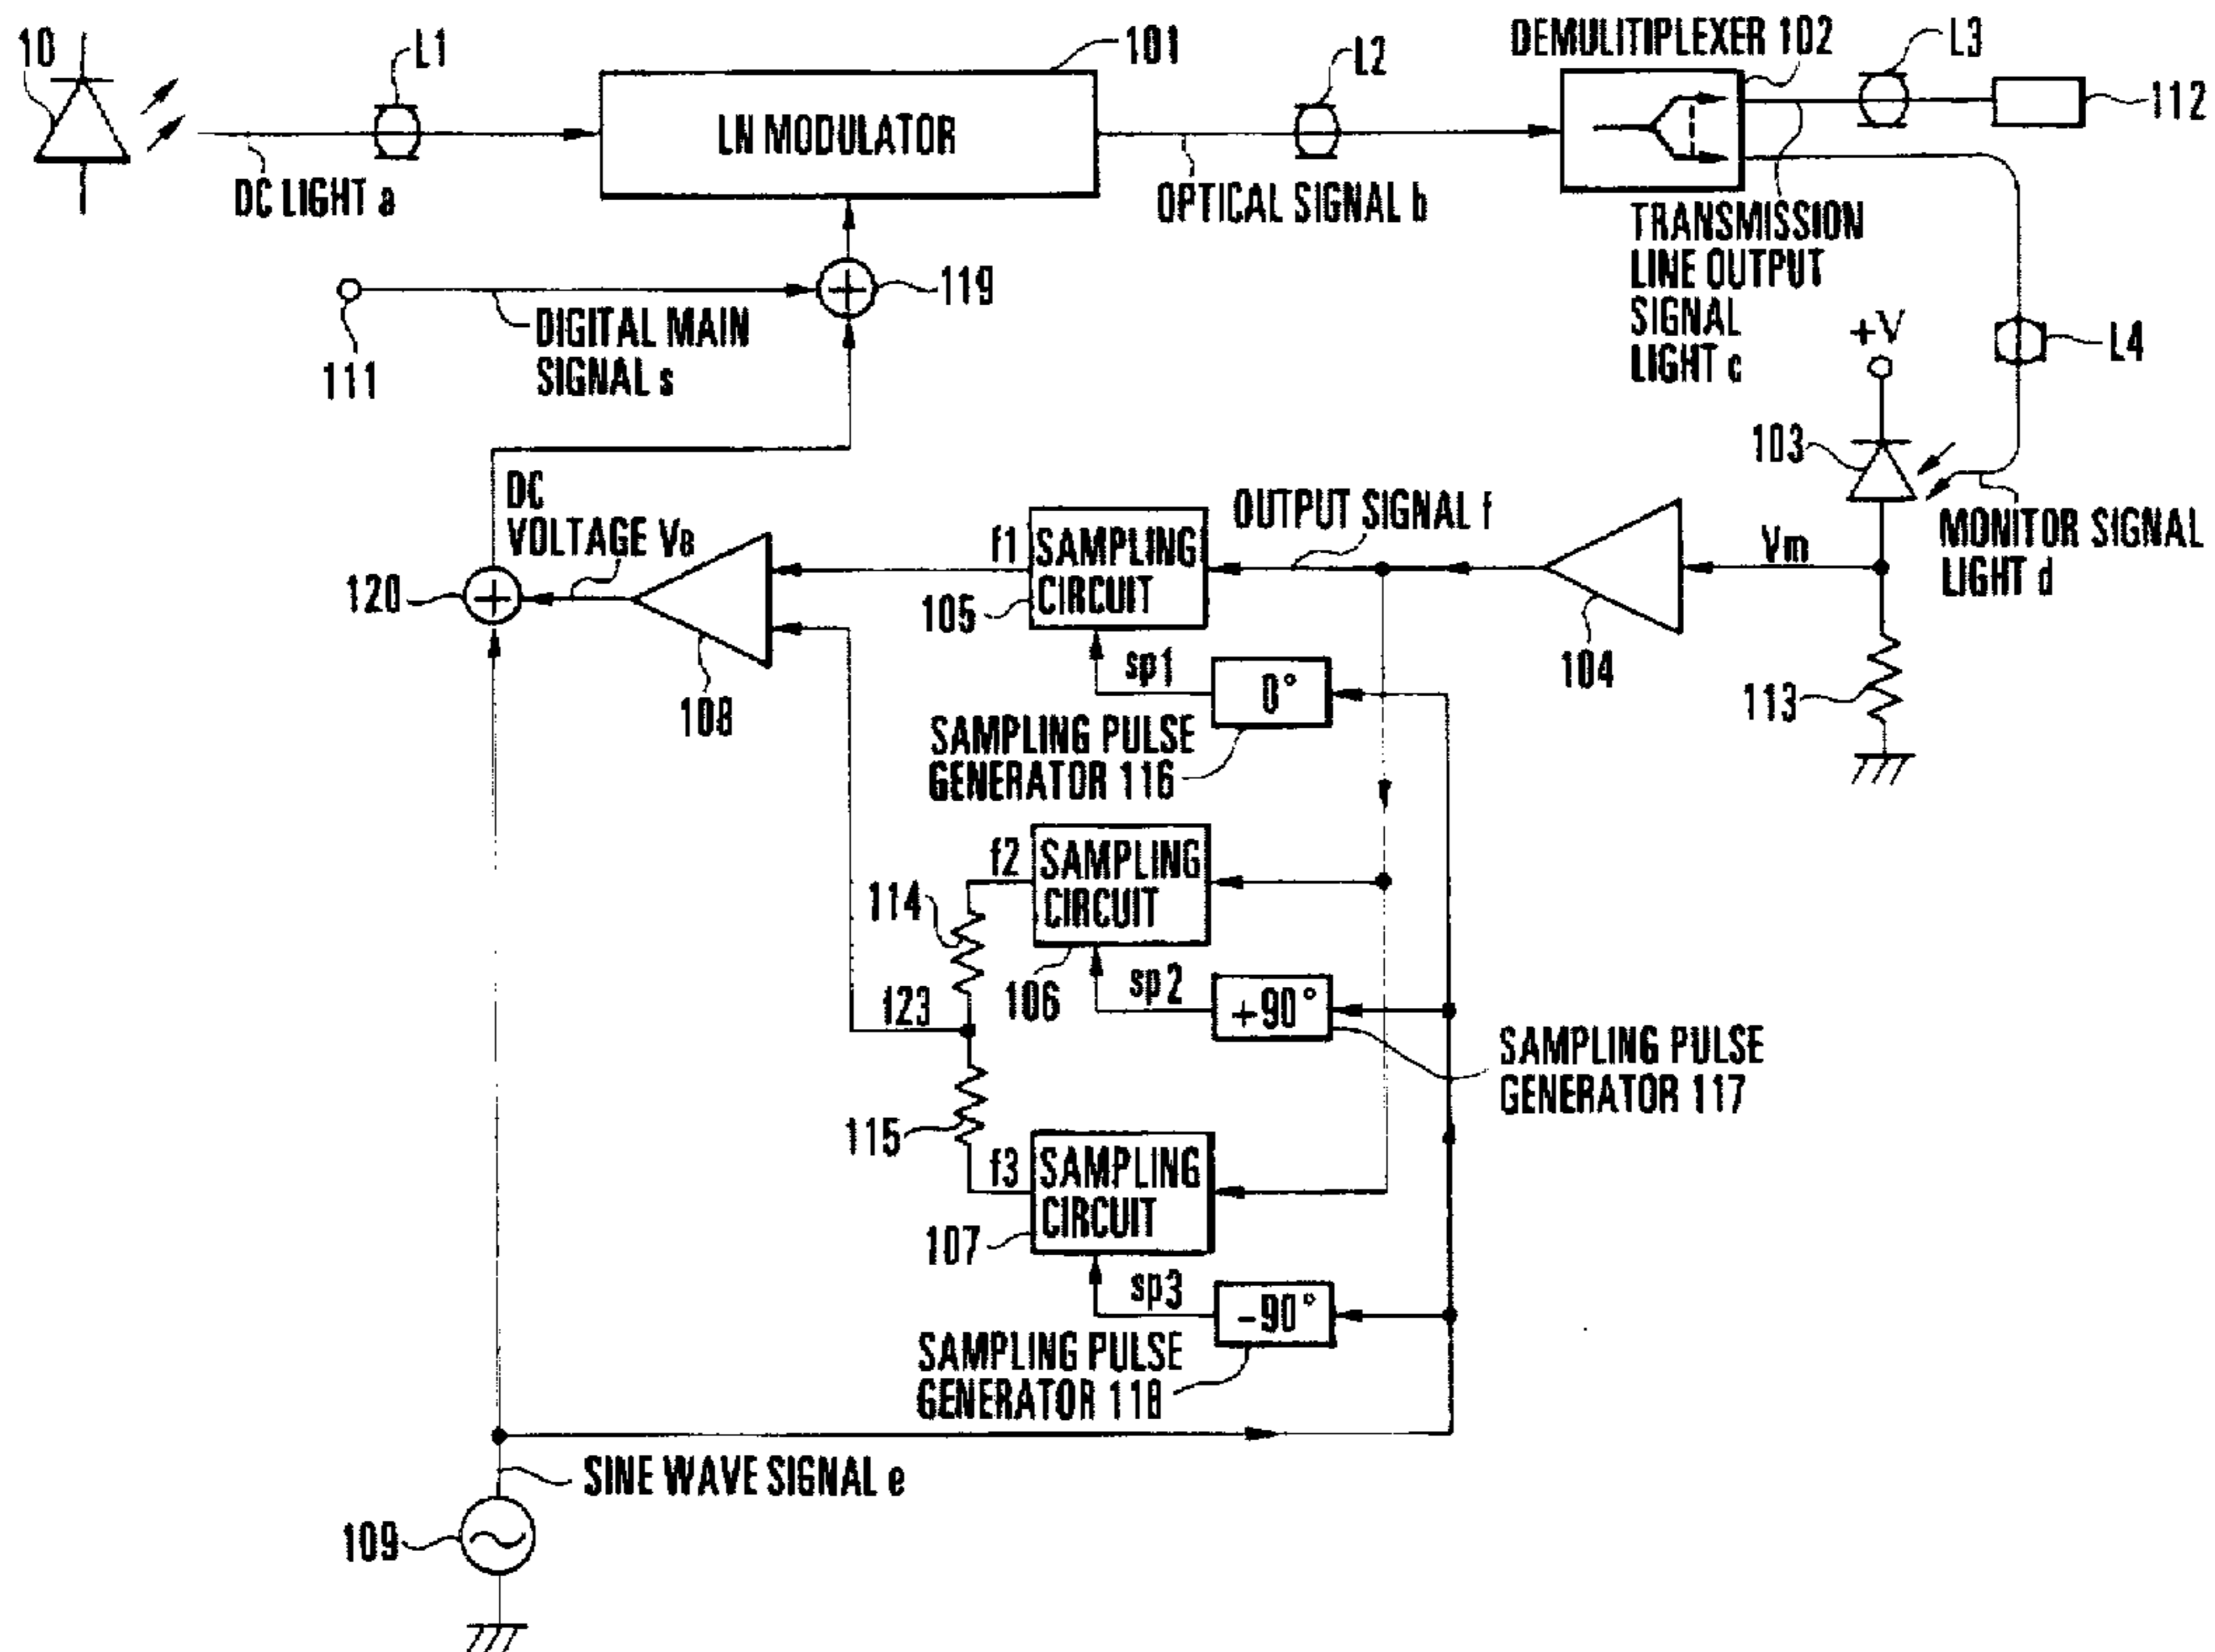 10
L1
101
L2
DEMULITIPLEXER 102
L3
112
LN MODULATOR
DC LIGHT a
OPTICAL SIGNAL b
TRANSMISSION
LINE OUTPUT
SIGNAL
LIGHT c
119
111
DIGITAL MAIN
SIGNAL s
+V
L4
103
DC
VOLTAGE VB
OUTPUT SIGNAL f
MONITOR SIGNAL
LIGHT d
f1
SAMPLING
CIRCUIT
105
Vm
120
108
104
113
sp1
0°
SAMPLING PULSE
GENERATOR 116
f2
SAMPLING
CIRCUIT
114
106
sp2
+90°
f23
SAMPLING PULSE
GENERATOR 117
115
f3
SAMPLING
CIRCUIT
107
sp3
-90°
SAMPLING PULSE
GENERATOR 118
SINE WAVE SIGNAL e
109